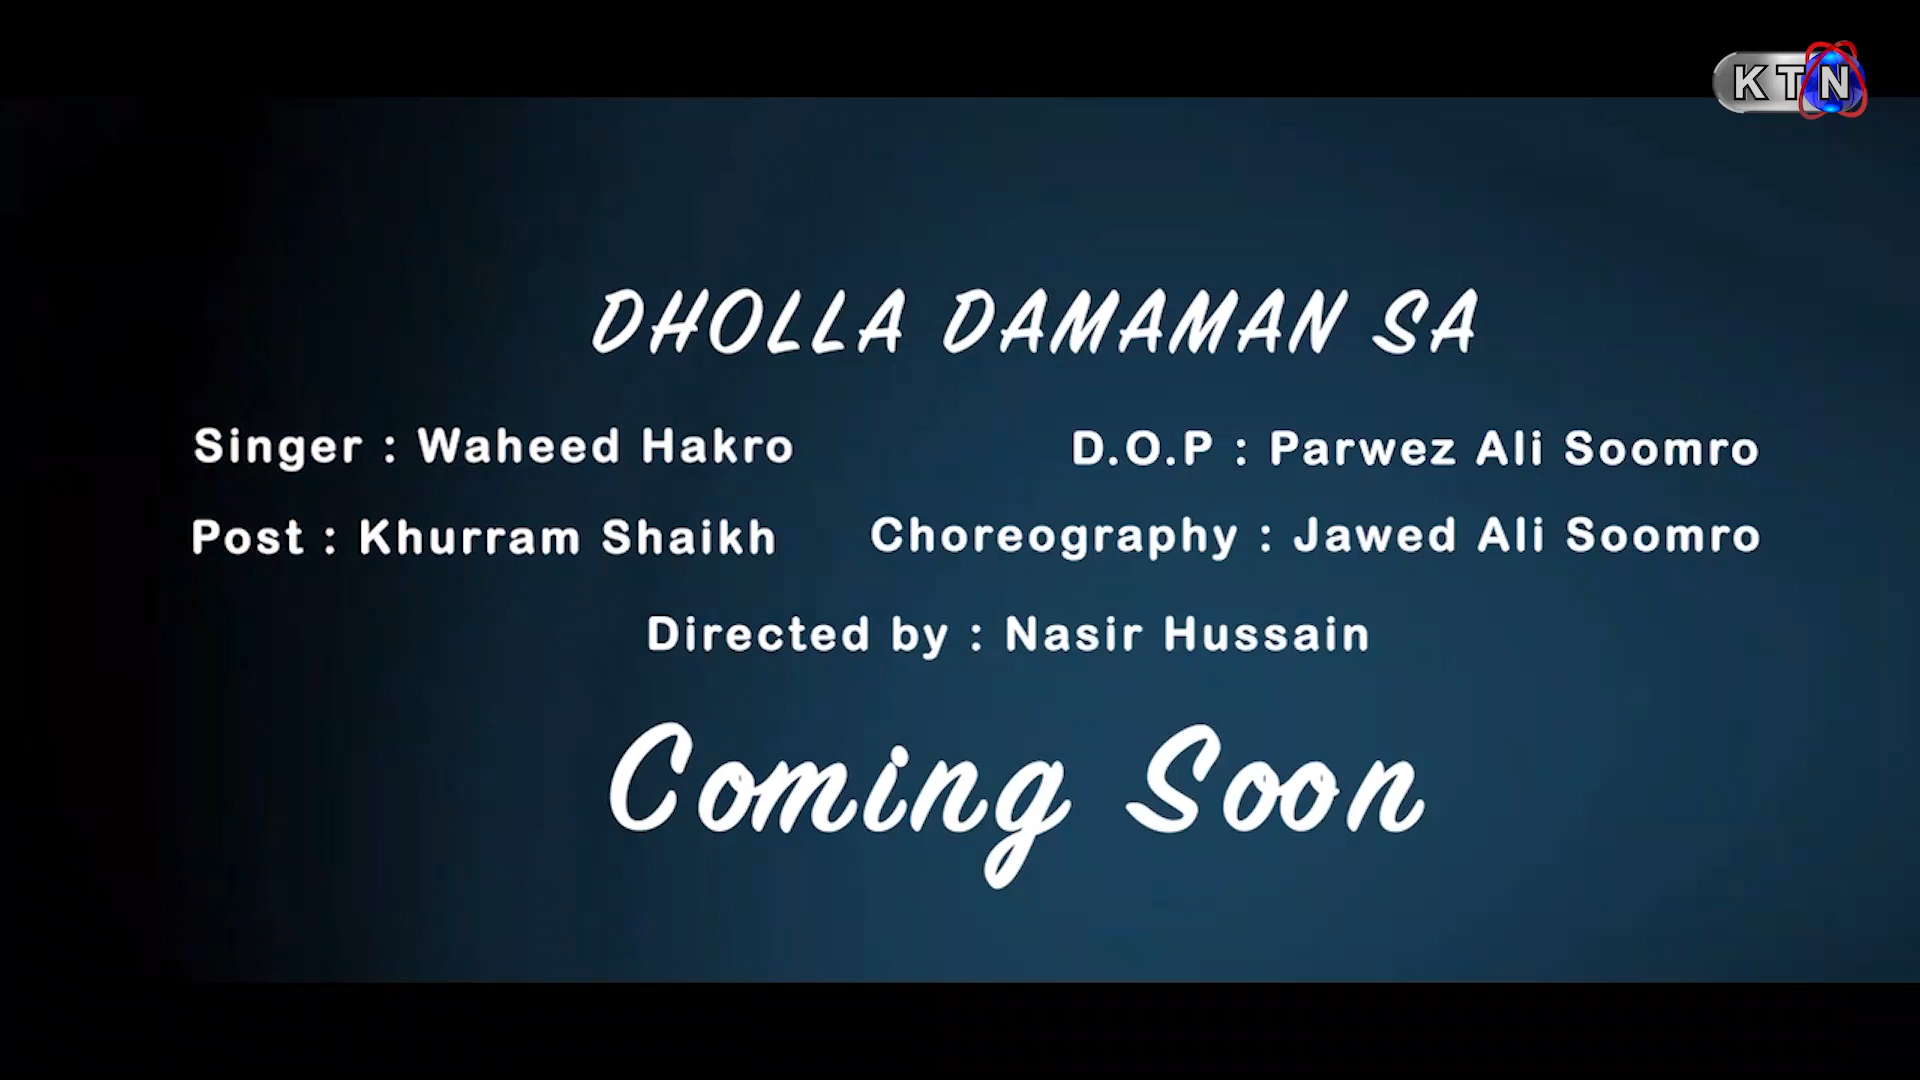 KTN
DHOLLA DAMAMAN SA
Singer : Waheed Hakro
D.O.P : Parwez Ali Soomro
Post : Khurram Shaikh
Choreography : Jawed Ali Soomro
Directed by : Nasir Hussain
Coming Soon